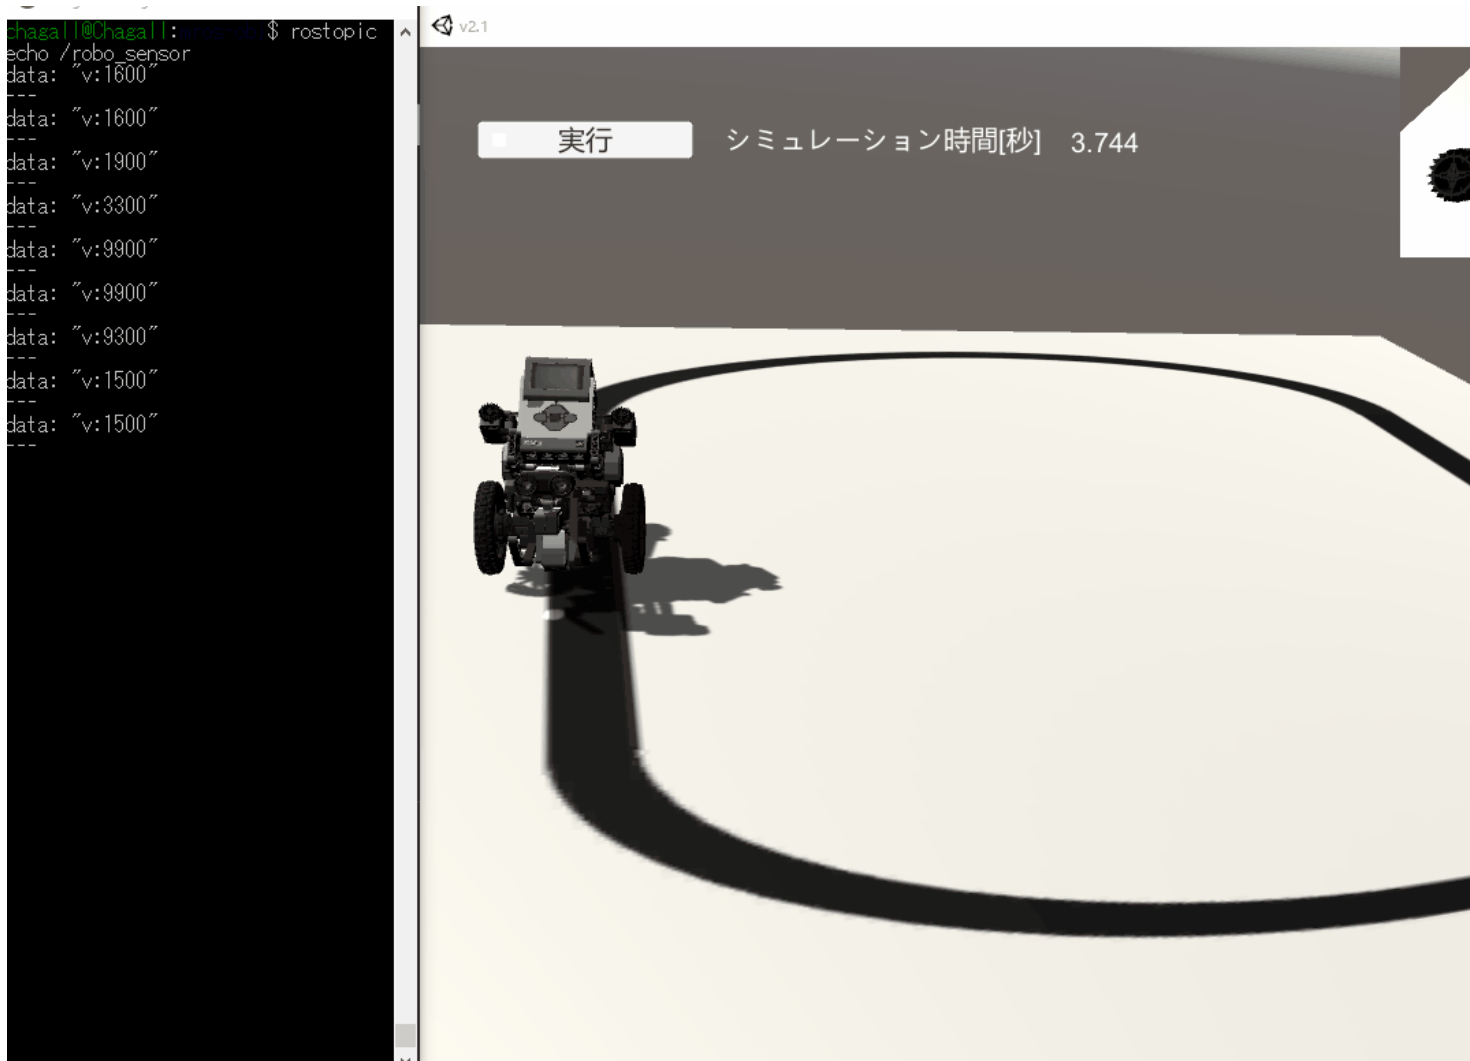 chagall@Chagall: $ rostopic
echo /robo_sensor
data: "v:1600"
---
data: "v:1600"
---
data: "v:1900"
---
data: "v:3300"
---
data: "v:9900"
---
data: "v:9900"
---
data: "v:9300"
---
data: "v:1500"
---
data: "v:1500"
---
v2.1
実行 シミュレーション時間[秒] 3.744